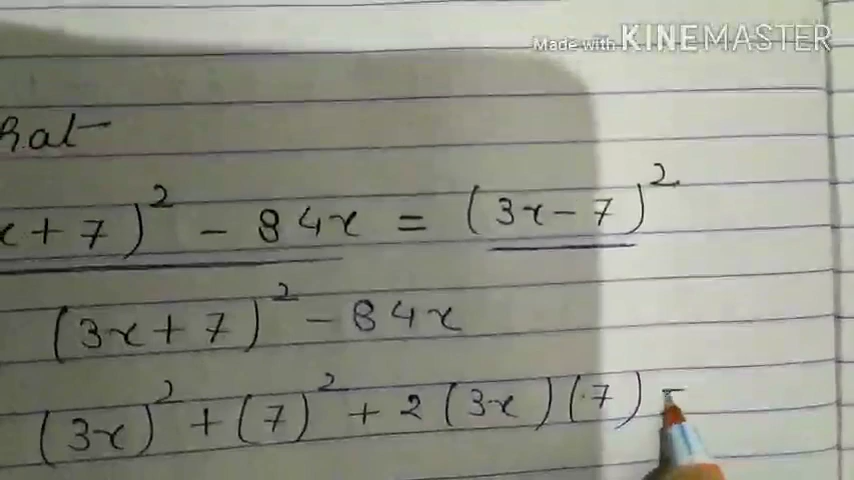 Made with KINEMASTER
that
x + 7)² - 84x = (3x - 7)²
(3x + 7)² - 84x
(3x)² + (7)² + 2(3x)(7) -